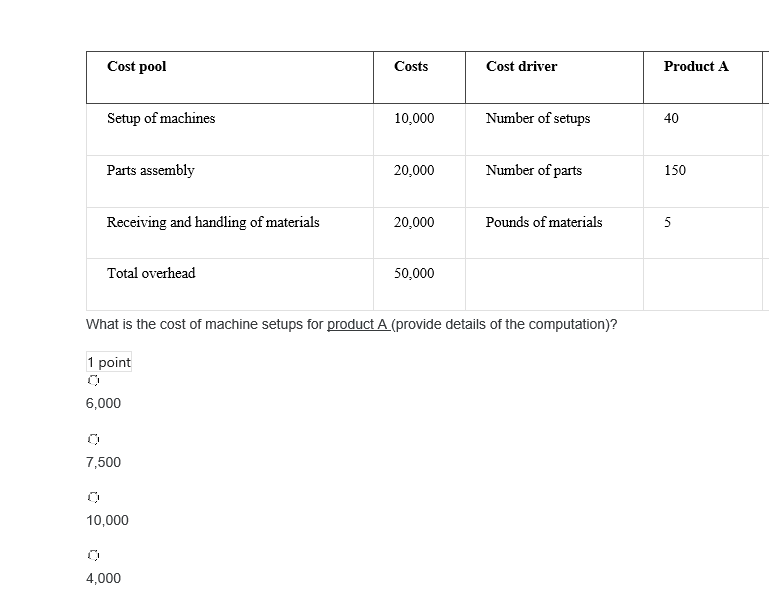 Cost pool Costs Cost driver Product A
Setup of machines 10,000 Number of setups 40
Parts assembly 20,000 Number of parts 150
Receiving and handling of materials 20,000 Pounds of materials 5
Total overhead 50,000
What is the cost of machine setups for product A (provide details of the computation)?
1 point
6,000
7,500
10,000
4,000